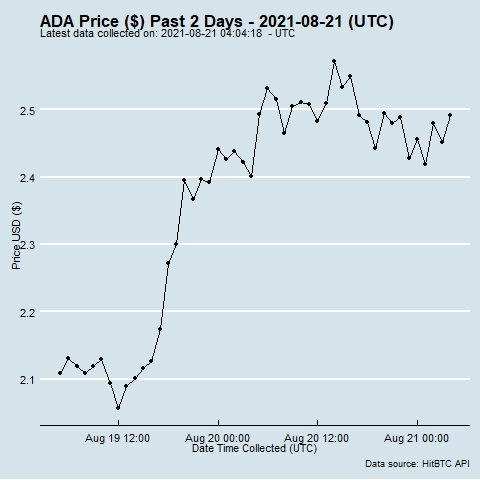 ADA Price ($) Past 2 Days - 2021-08-21 (UTC)
Latest data collected on: 2021-08-21 04:04:18 - UTC
Price USD ($)
2.5
2.4
2.3
2.2
2.1
Aug 19 12:00 Aug 20 00:00 Aug 20 12:00 Aug 21 00:00
Date Time Collected (UTC)
Data source: HitBTC API